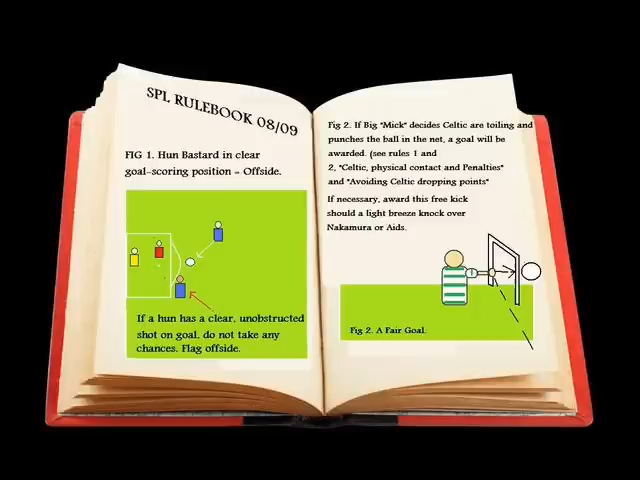 SPL RULEBOOK 08/09
FIG 1. Hun Bastard in clear
goal-scoring position - Offside.
If a hun has a clear, unobstructed
shot on goal, do not take any
chances. Flag offside.
Fig 2. If Big "Mick" decides Celtic are toiling and
punches the ball in the net, a goal will be
awarded. (see rules 1 and
2, "Celtic, physical contact and Penalties"
and "Avoiding Celtic dropping points"
If necessary, award this free kick
should a light breeze knock over
Nakamura or Aids.
Fig 2. A Fair Goal.